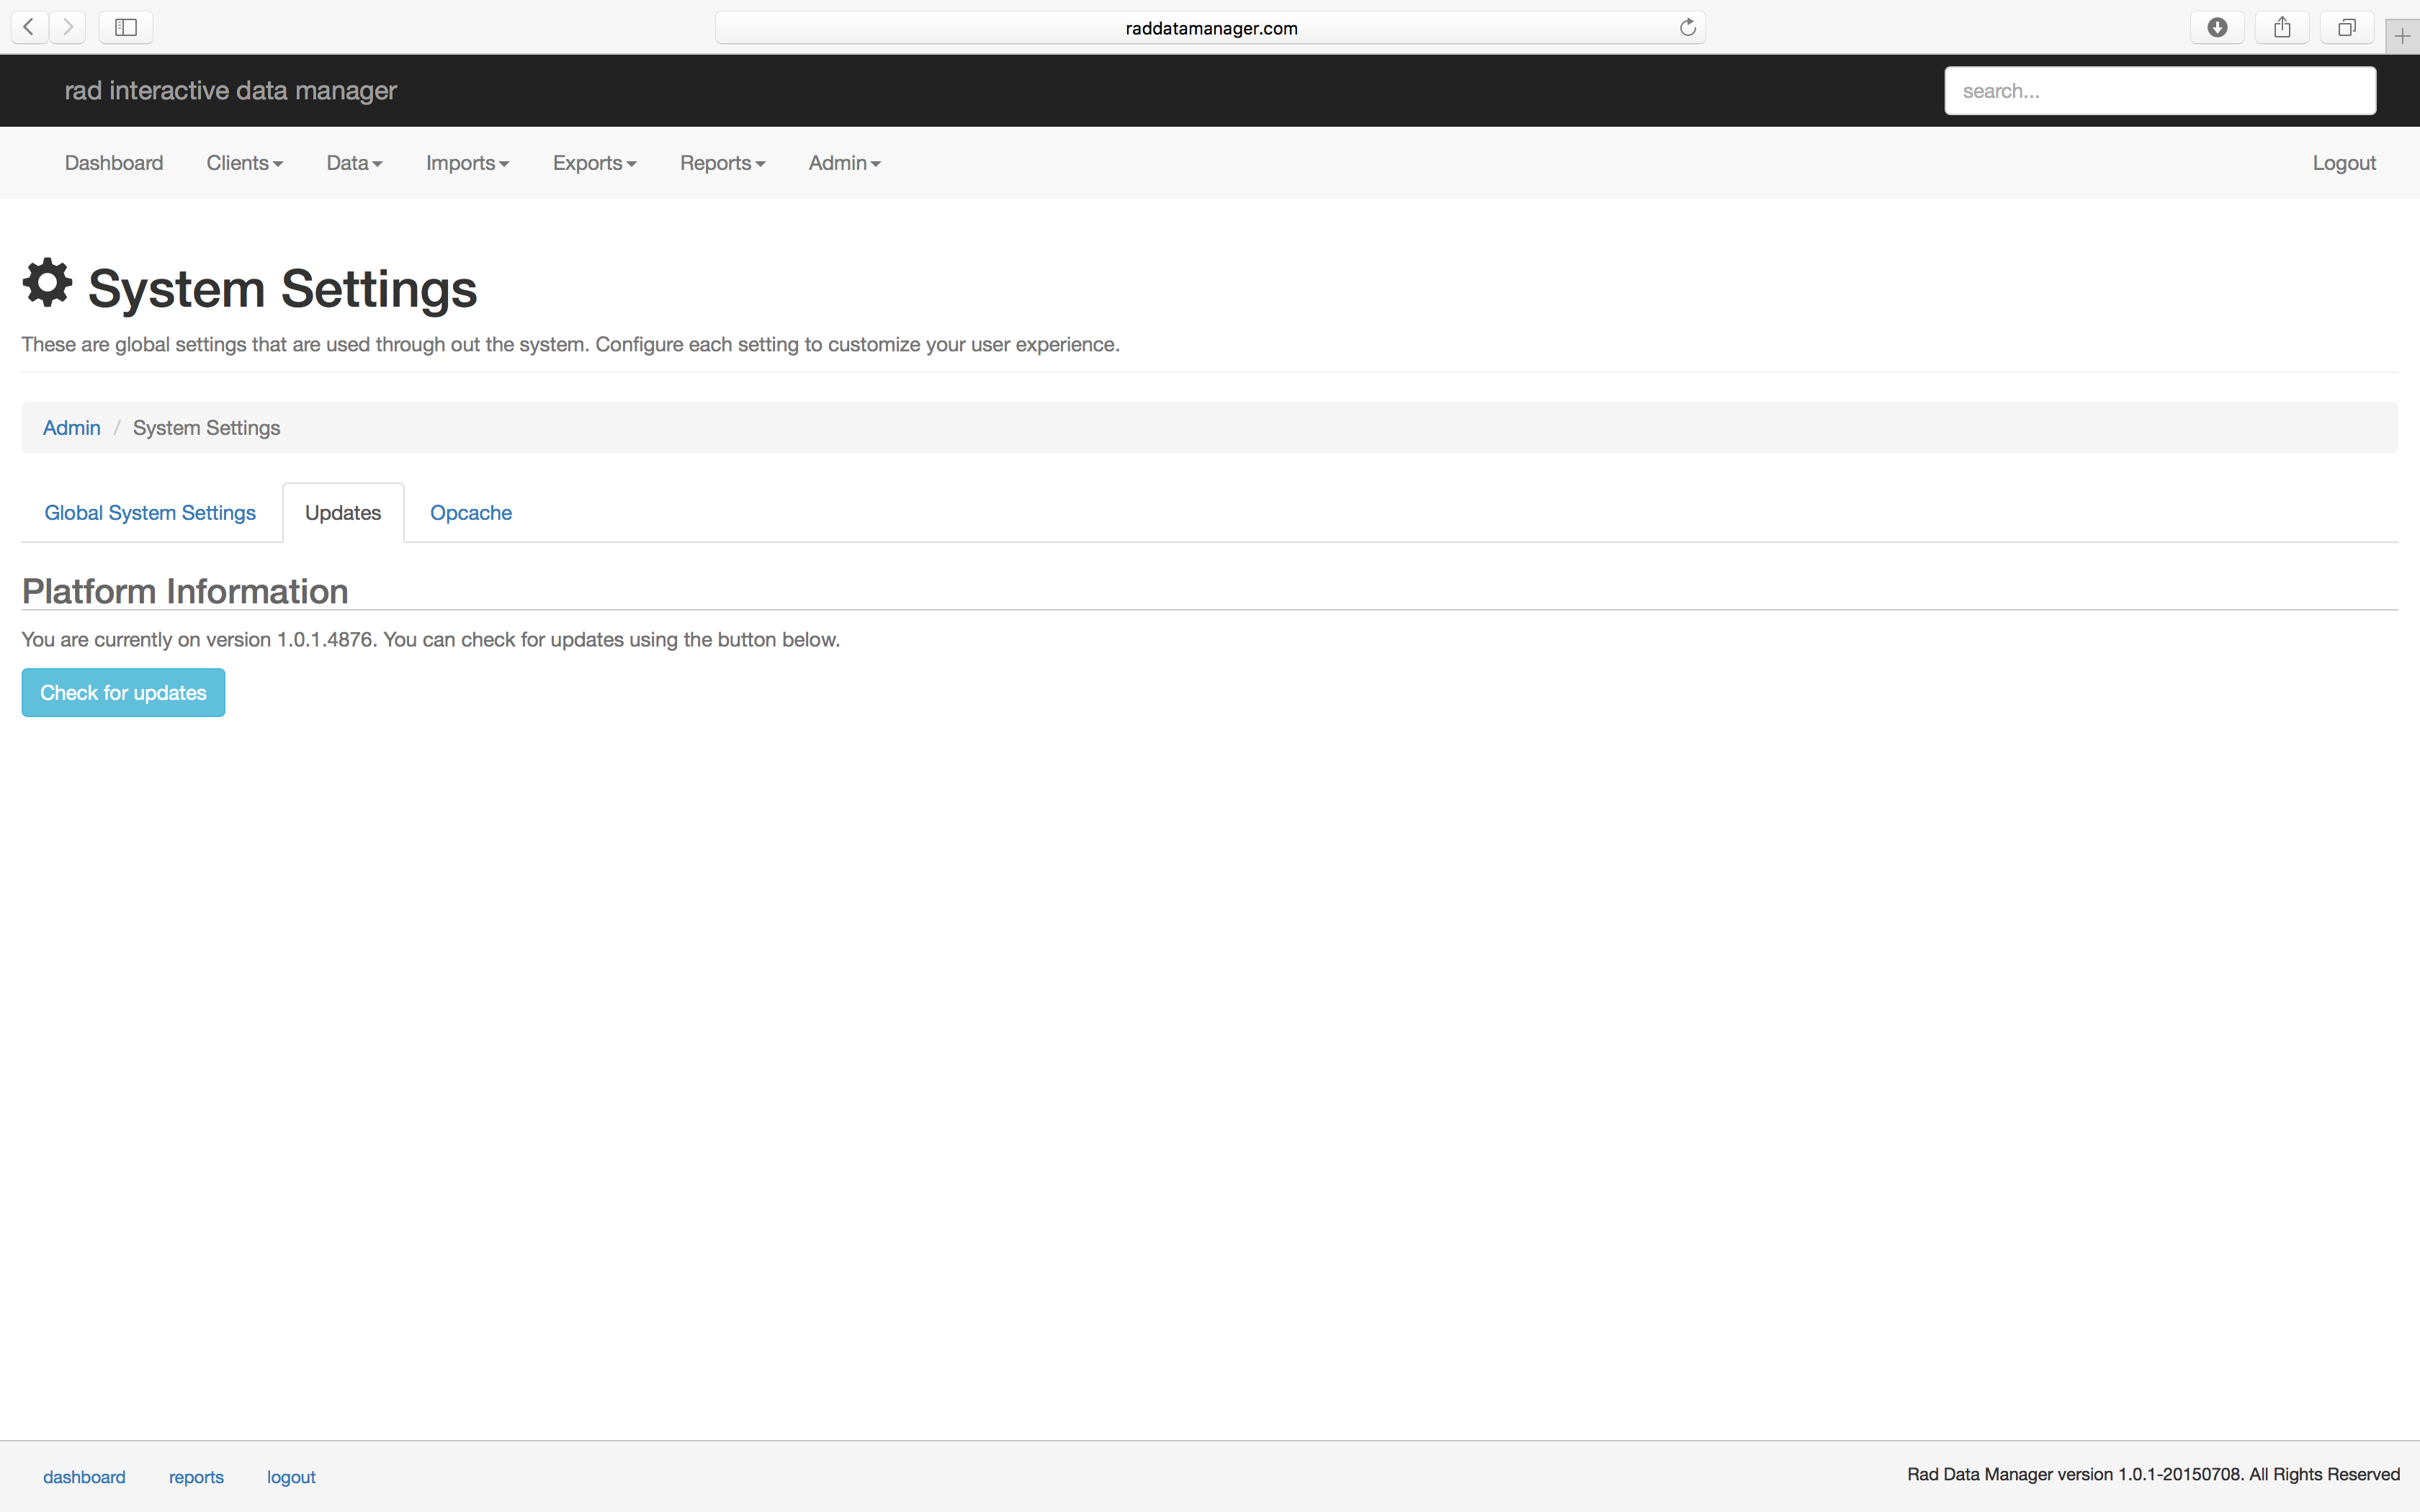 raddatamanager.com
rad interactive data manager
search...
Dashboard Clients Data Imports Exports Reports Admin Logout
System Settings
These are global settings that are used through out the system. Configure each setting to customize your user experience.
Admin / System Settings
Global System Settings Updates Opcache
Platform Information
You are currently on version 1.0.1.4876. You can check for updates using the button below.
Check for updates
dashboard reports logout Rad Data Manager version 1.0.1-20150708. All Rights Reserved